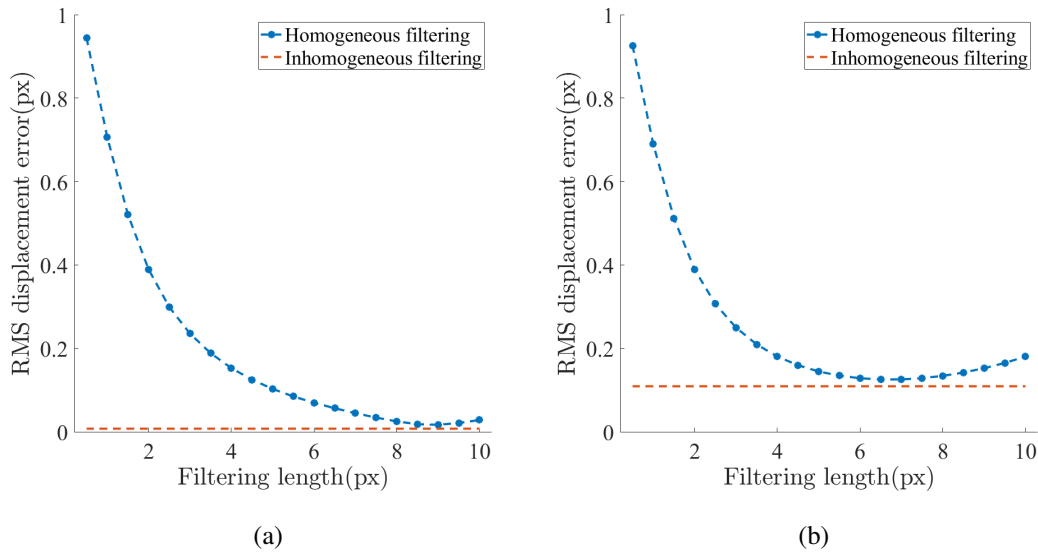 1
0.8
0.6
0.4
0.2
0
RMS displacement error(px)
2
4
6
8
10
Filtering length(px)
Homogeneous filtering
Inhomogeneous filtering
(a)
1
0.8
0.6
0.4
0.2
0
RMS displacement error(px)
2
4
6
8
10
Filtering length(px)
Homogeneous filtering
Inhomogeneous filtering
(b)